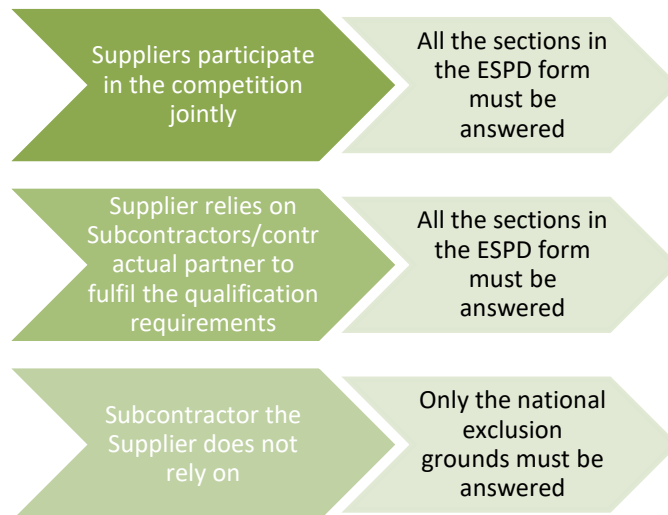 Suppliers participate
in the competition
jointly
All the sections in
the ESPD form
must be
answered
Supplier relies on
Subcontractors/contr
actual partner to
fulfil the qualification
requirements
All the sections in
the ESPD form
must be
answered
Subcontractor the
Supplier does not
rely on
Only the national
exclusion
grounds must be
answered